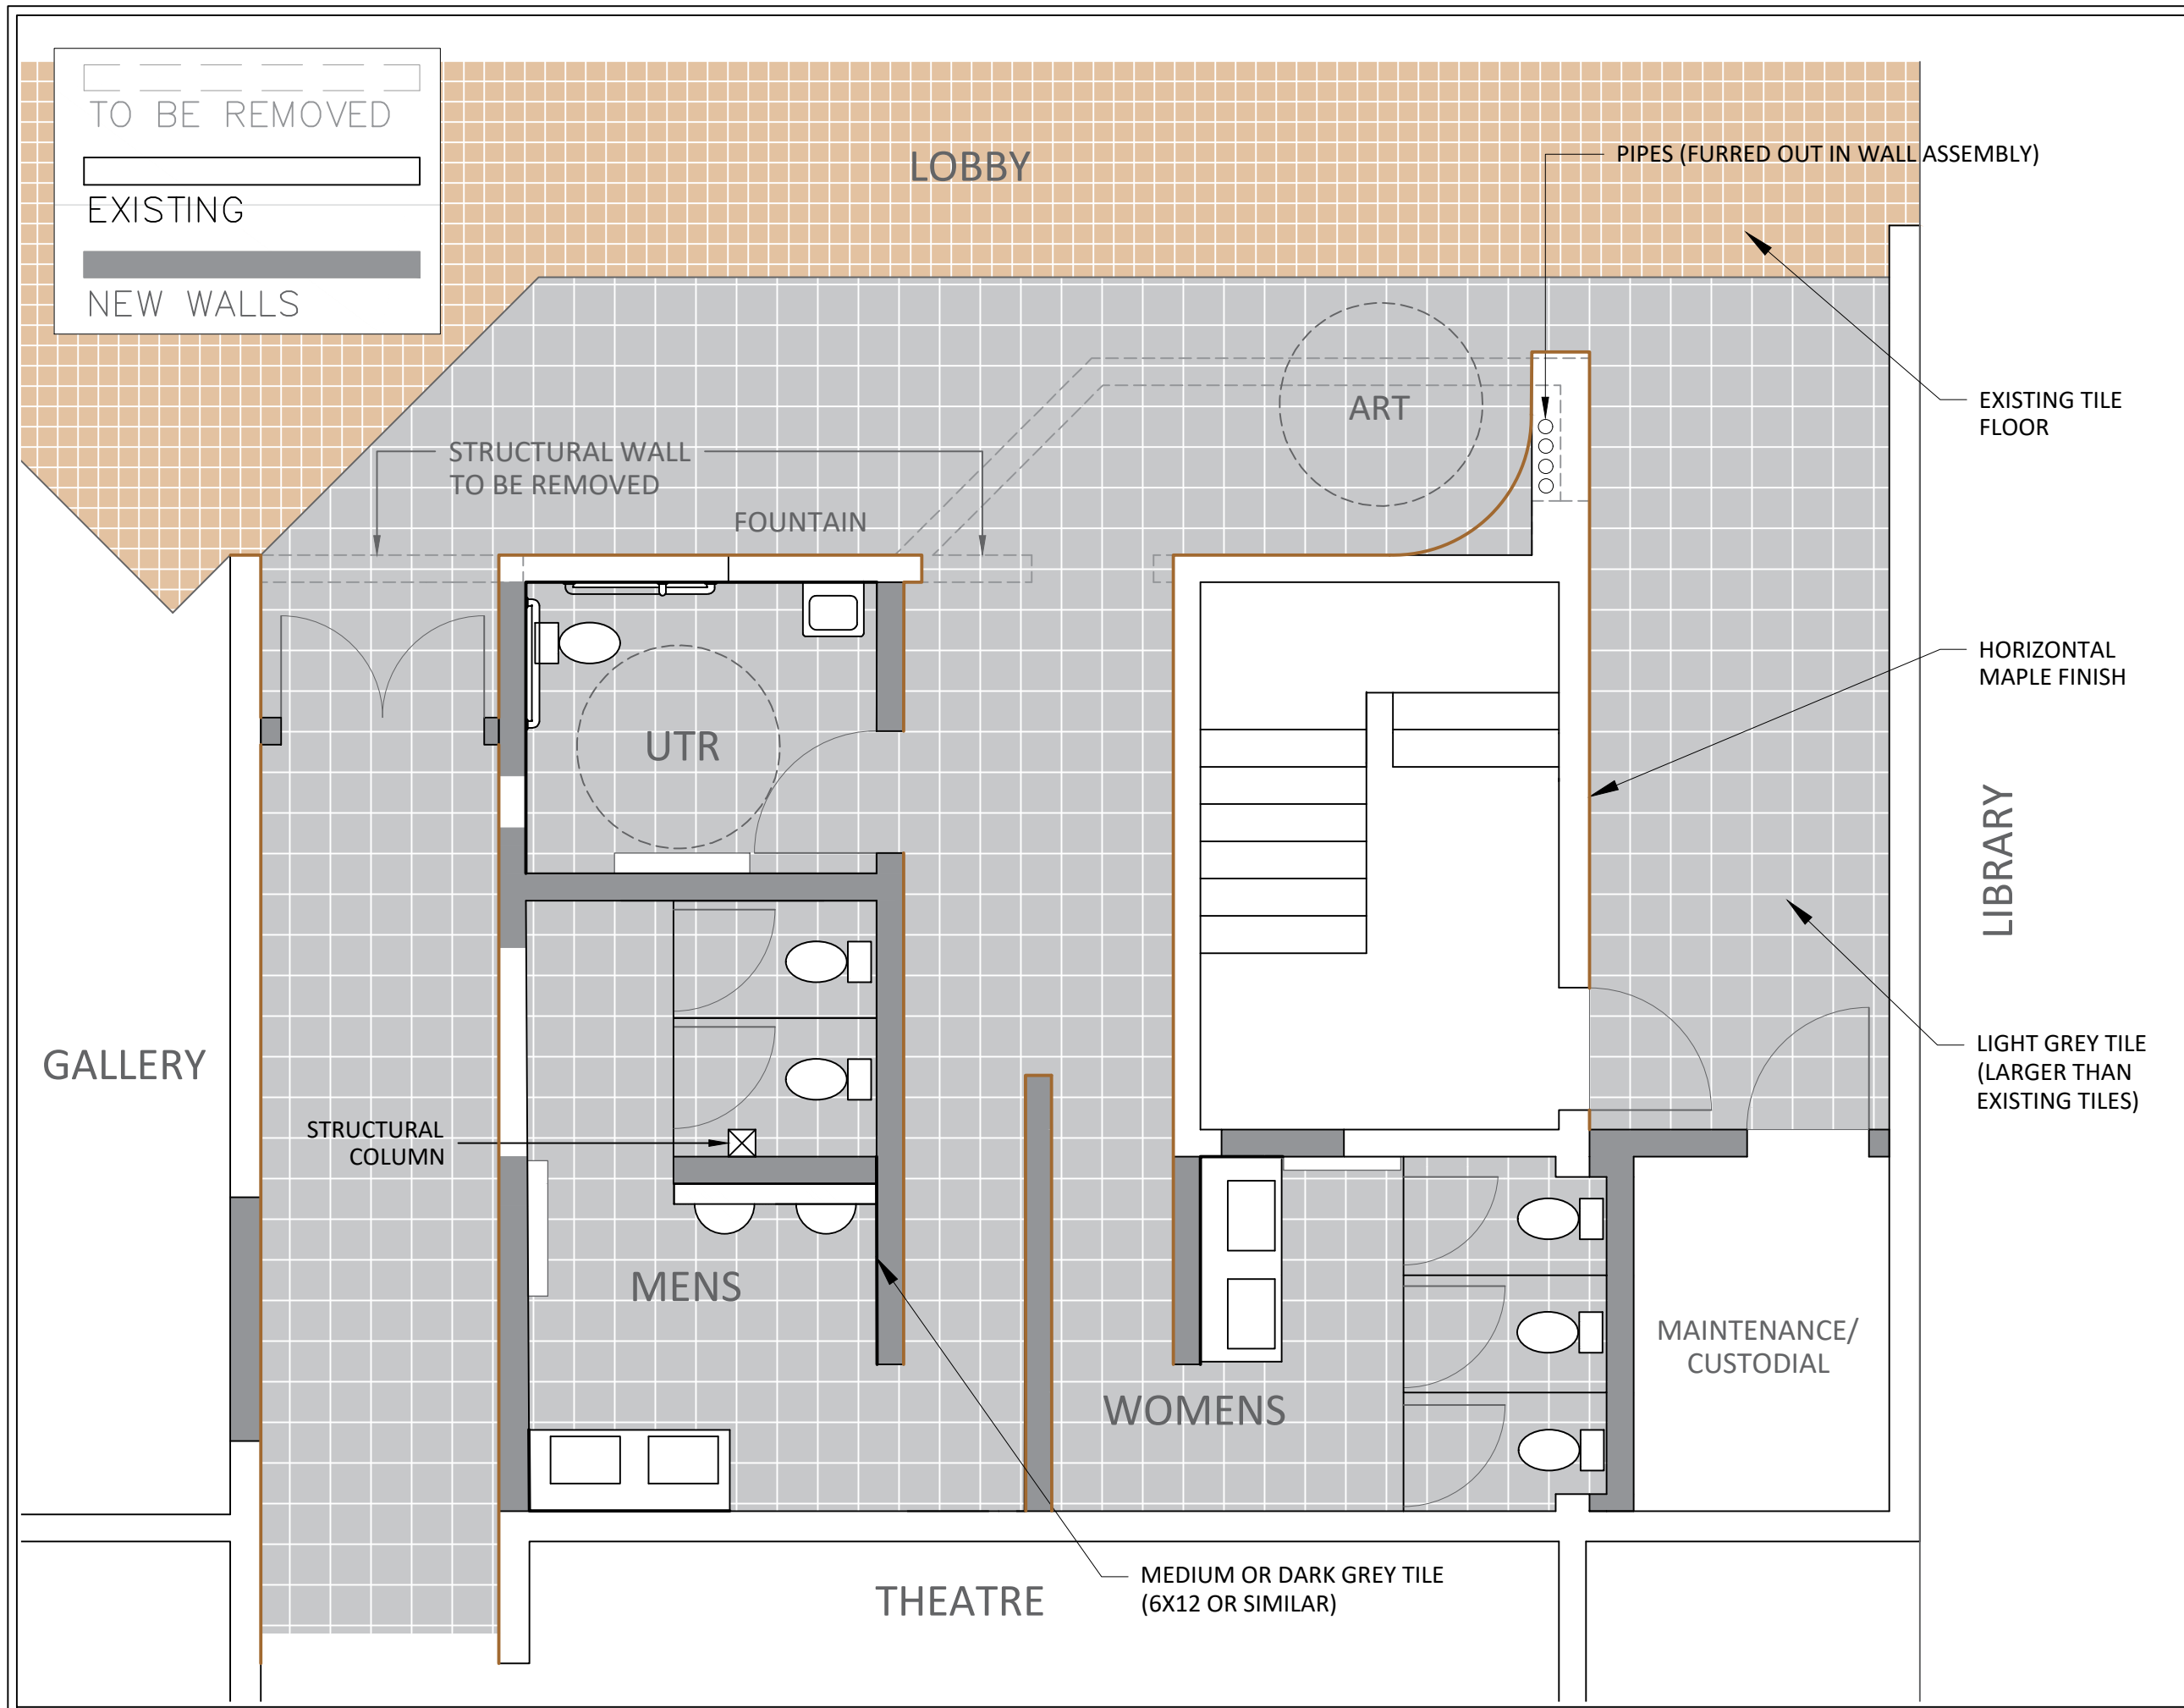 TO BE REMOVED
EXISTING
NEW WALLS
LOBBY
PIPES (FURRED OUT IN WALL ASSEMBLY)
EXISTING TILE
FLOOR
ART
STRUCTURAL WALL
TO BE REMOVED
FOUNTAIN
HORIZONTAL
MAPLE FINISH
UTR
LIBRARY
GALLERY
LIGHT GREY TILE
(LARGER THAN
EXISTING TILES)
STRUCTURAL
COLUMN
MENS
WOMENS
MAINTENANCE/
CUSTODIAL
THEATRE
MEDIUM OR DARK GREY TILE
(6X12 OR SIMILAR)